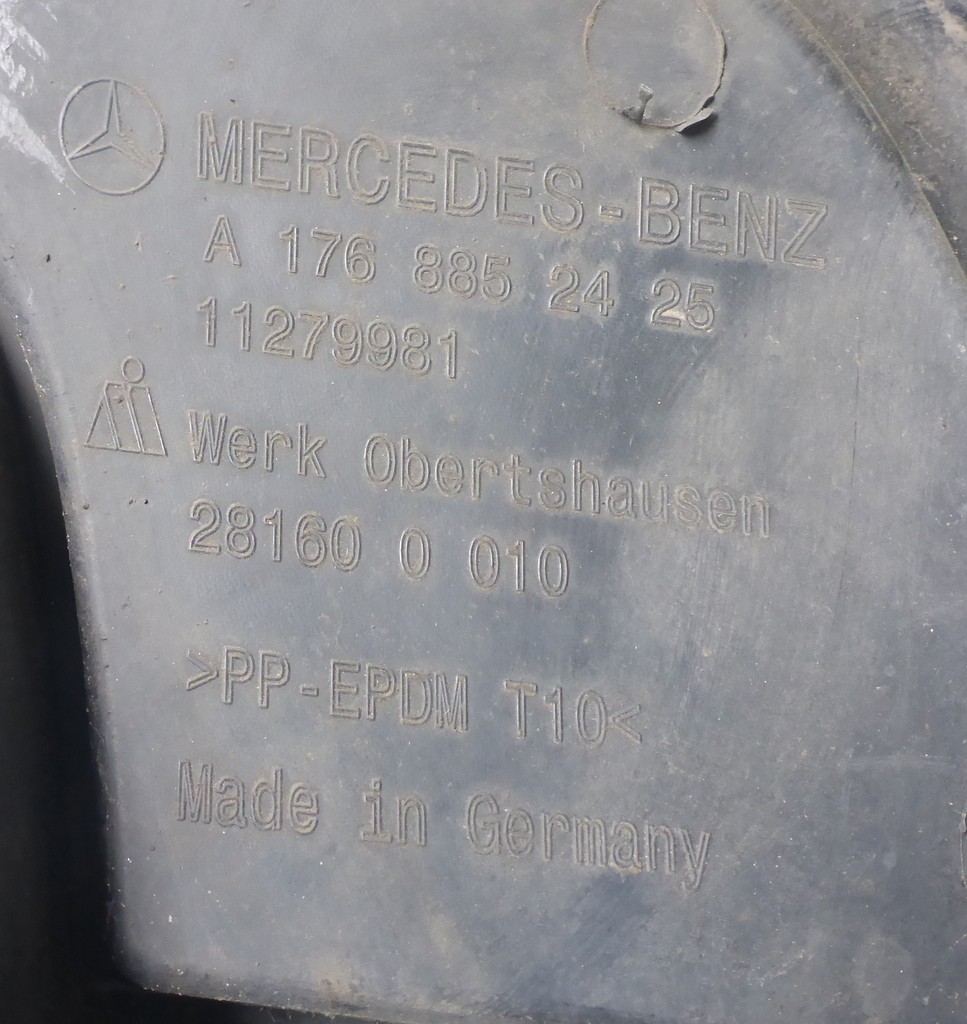 MERCEDES-BENZ
A 176 885 24 25
11279981
Werk Obertshausen
28160 0 010
>PP-EPDM T10<
Made in Germany